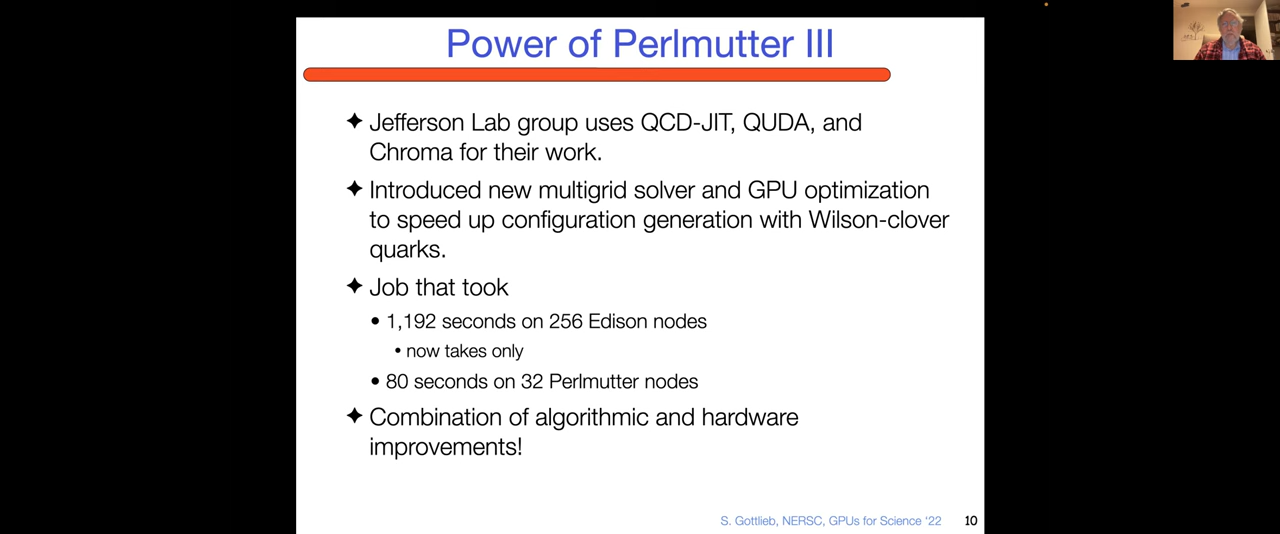 Power of Perlmutter III
✦ Jefferson Lab group uses QCD-JIT, QUDA, and
Chroma for their work.
✦ Introduced new multigrid solver and GPU optimization
to speed up configuration generation with Wilson-clover
quarks.
✦ Job that took
• 1,192 seconds on 256 Edison nodes
• now takes only
• 80 seconds on 32 Perlmutter nodes
✦ Combination of algorithmic and hardware
improvements!
S. Gottlieb, NERSC, GPUs for Science ‘22 10